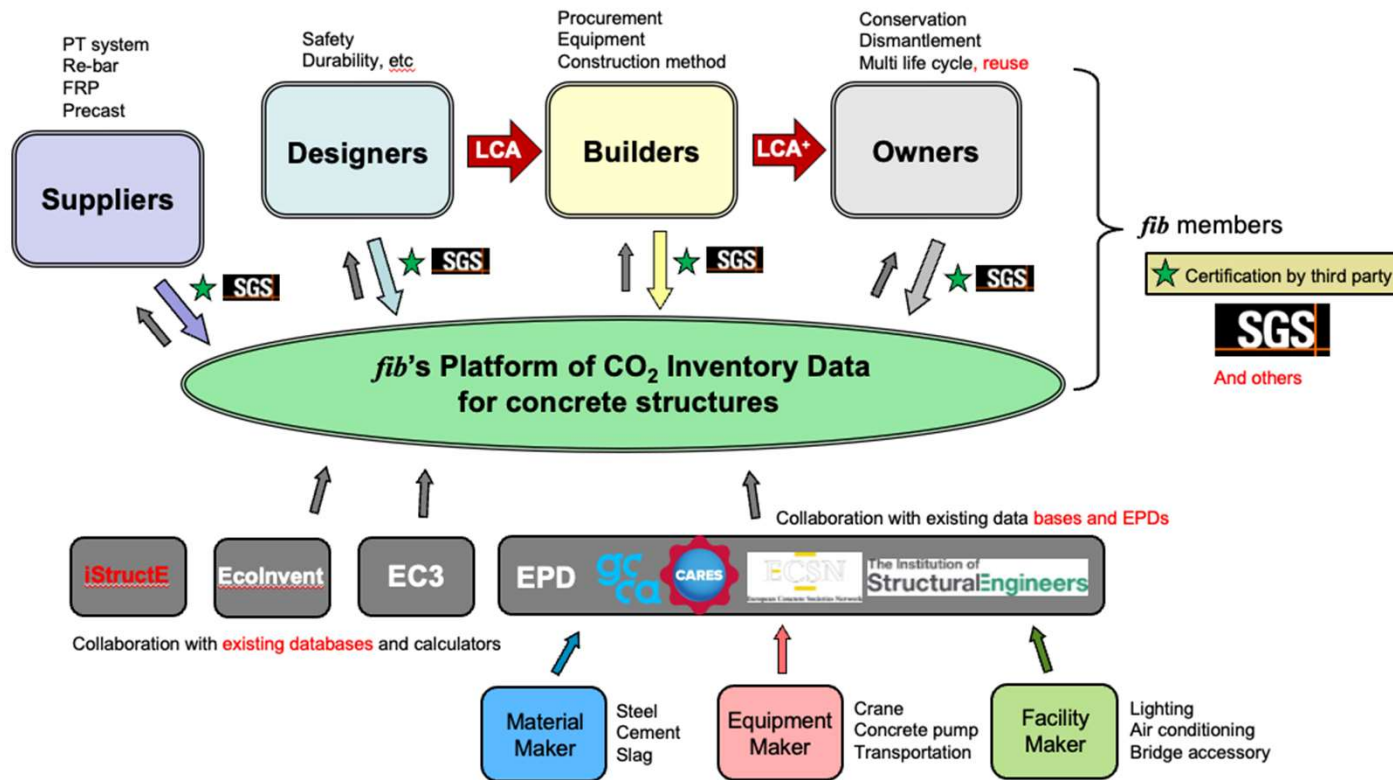 PT system
Re-bar
FRP
Precast
Suppliers
Safety
Durability, etc
Designers
LCA
Procurement
Equipment
Construction method
Builders
LCA⁺
Conservation
Dismantlement
Multi life cycle, reuse
Owners
SGS
SGS
SGS
SGS
fib members
Certification by third party
SGS
And others
fib's Platform of CO₂ Inventory Data
for concrete structures
Collaboration with existing data bases and EPDs
iStructE
EcoInvent
EC3
EPD
gcca
CARES
ECSN
European Concrete Societies Network
The Institution of
StructuralEngineers
Collaboration with existing databases and calculators
Material
Maker
Steel
Cement
Slag
Equipment
Maker
Crane
Concrete pump
Transportation
Facility
Maker
Lighting
Air conditioning
Bridge accessory